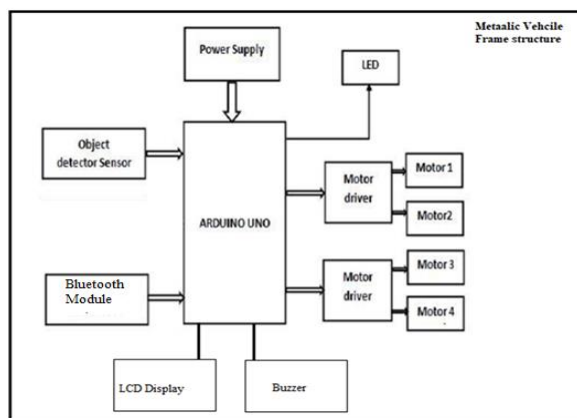 Metaalic Vehcile
Frame structure
Power Supply
LED
Object
detector Sensor
ARDUINO UNO
Motor
driver
Motor 1
Motor2
Bluetooth
Module
Motor
driver
Motor 3
Motor 4
LCD Display
Buzzer